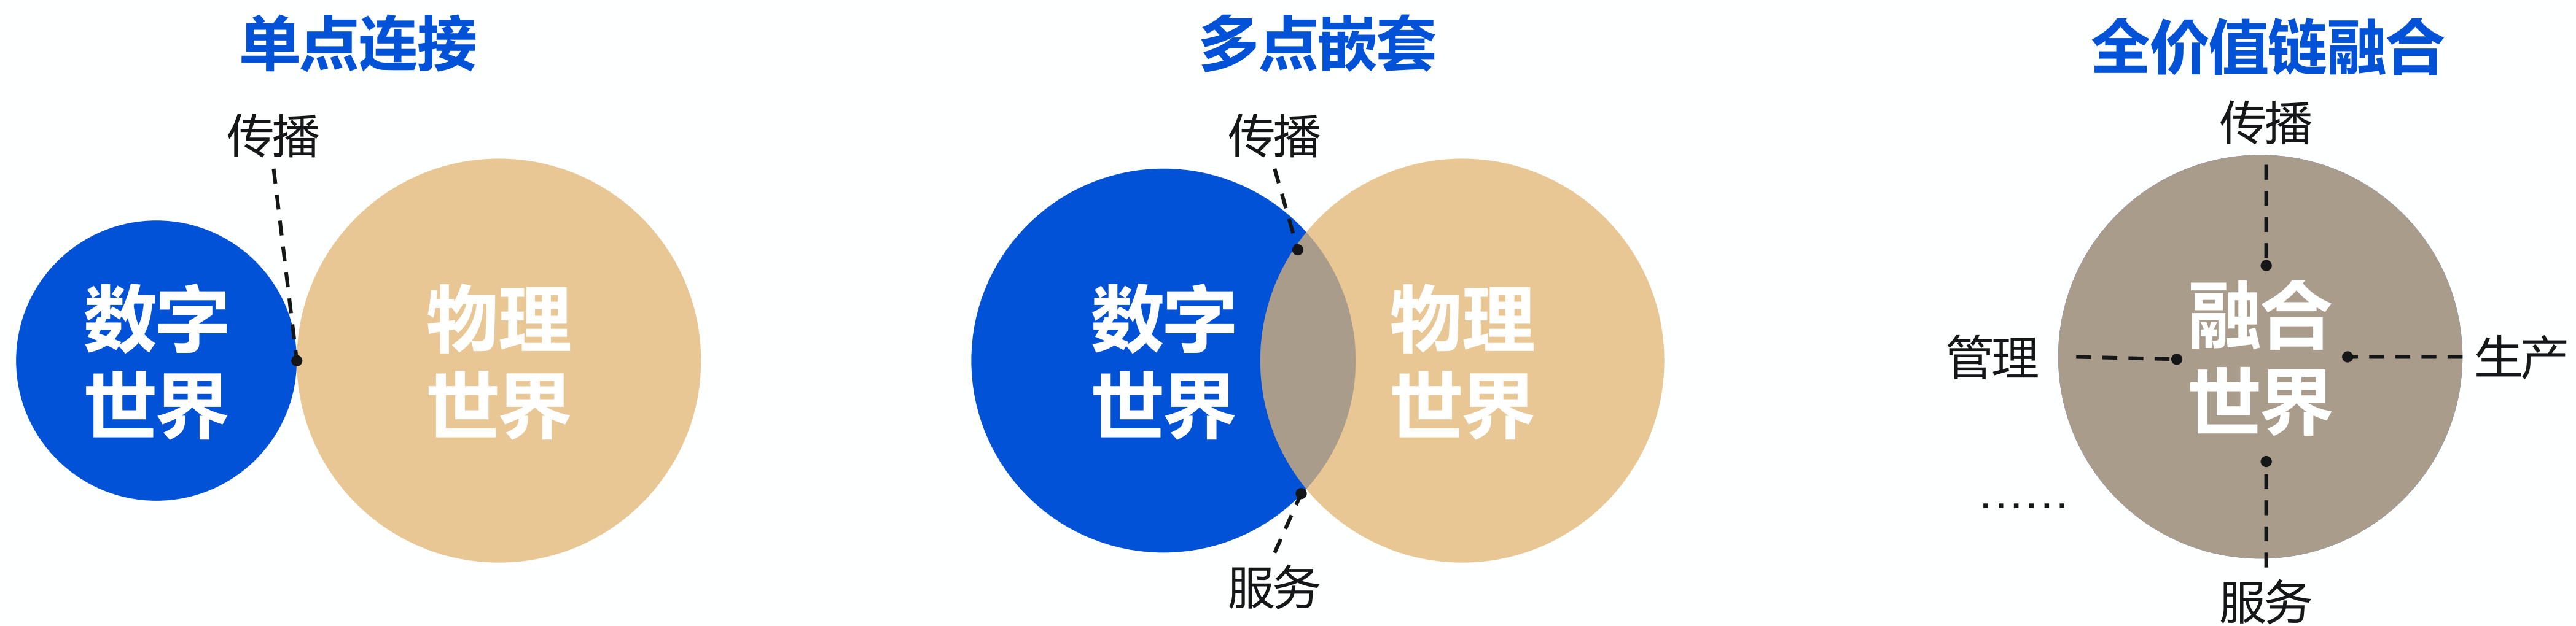 单点连接
传播
数字
世界
物理
世界
多点嵌套
传播
数字
世界
物理
世界
服务
全价值链融合
传播
融合
世界
管理
生产
……
服务